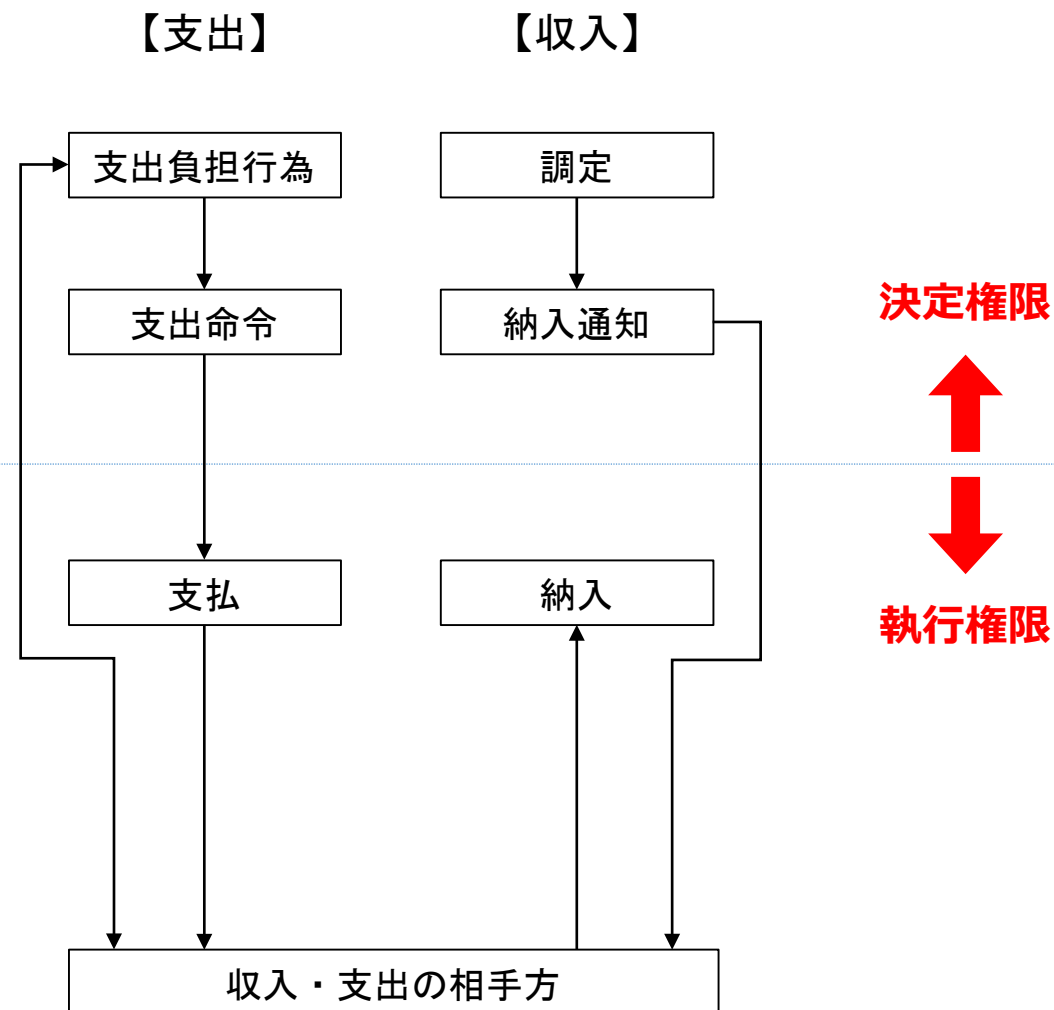 【支出】
【収入】
支出負担行為
調定
支出命令
納入通知
決定権限
支払
納入
執行権限
収入・支出の相手方